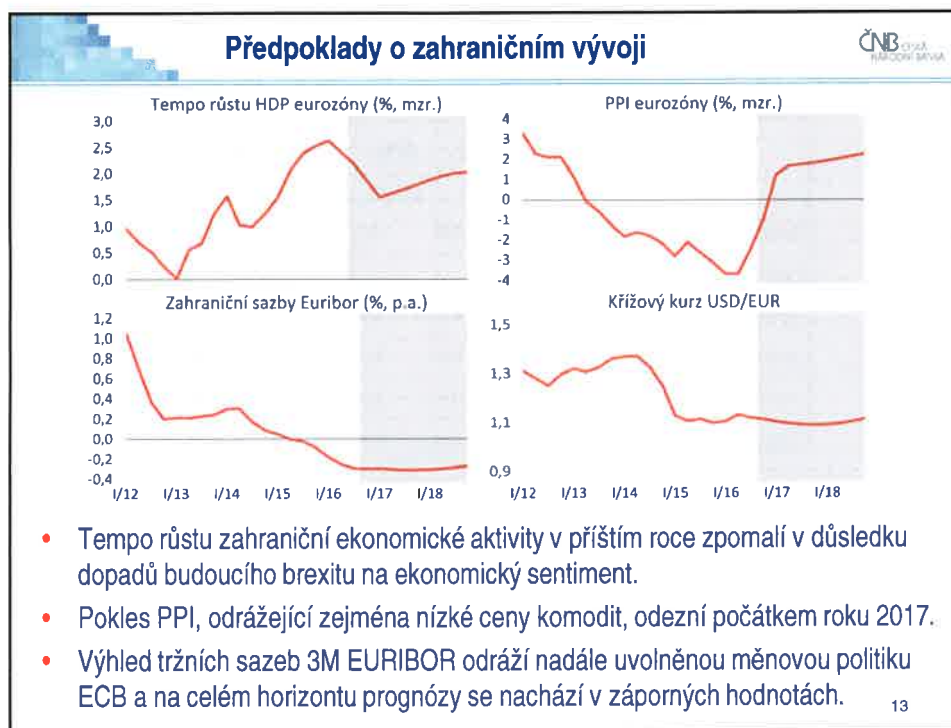 Předpoklady o zahraničním vývoji
ČNB ČESKÁ
NÁRODNÍ BANKA
Tempo růstu HDP eurozóny (%, mzr.)
3,0
2,5
2,0
1,5
1,0
0,5
0,0
PPI eurozóny (%, mzr.)
4
3
2
1
0
-1
-2
-3
-4
Zahraniční sazby Euribor (%, p.a.)
1,2
1,0
0,8
0,6
0,4
0,2
0,0
-0,2
-0,4
I/12 I/13 I/14 I/15 I/16 I/17 I/18
Křížový kurz USD/EUR
1,5
1,3
1,1
0,9
I/12 I/13 I/14 I/15 I/16 I/17 I/18
• Tempo růstu zahraniční ekonomické aktivity v příštím roce zpomalí v důsledku
dopadů budoucího brexitu na ekonomický sentiment.
• Pokles PPI, odrážející zejména nízké ceny komodit, odezní počátkem roku 2017.
• Výhled tržních sazeb 3M EURIBOR odráží nadále uvolněnou měnovou politiku
ECB a na celém horizontu prognózy se nachází v záporných hodnotách.
13